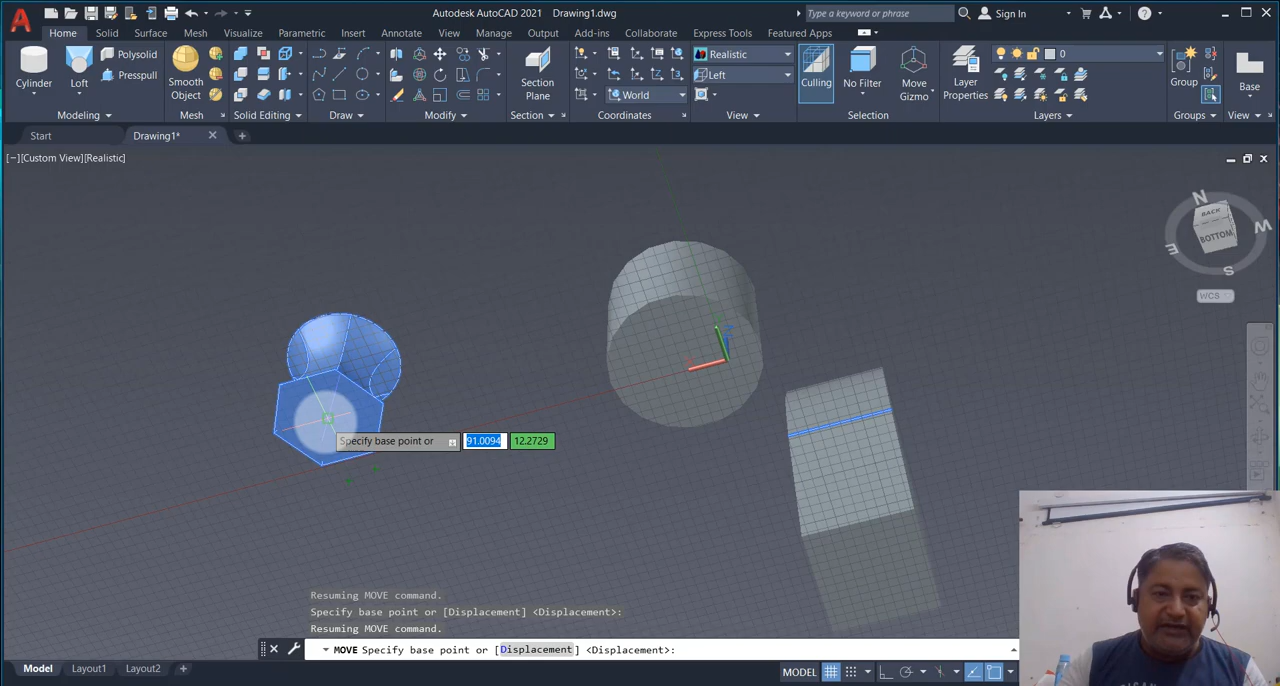 Autodesk AutoCAD 2021 Drawing1.dwg
Type a keyword or phrase
Sign In
Home Solid Surface Mesh Visualize Parametric Insert Annotate View Manage Output Add-ins Collaborate Express Tools Featured Apps
Cylinder
Loft
Polysolid
Presspull
Modeling
Smooth
Object
Mesh
Solid Editing
Draw
Modify
Section
Plane
Section
World
Coordinates
Realistic
Left
View
Culling
No Filter
Move
Gizmo
Selection
Layer
Properties
0
Layers
Group
Groups
Base
View
Start
Drawing1*
[−][Custom View][Realistic]
N
W
E
S
BACK
BOTTOM
WCS
Specify base point or
91.0094
12.2729
Resuming MOVE command.
Specify base point or [Displacement] <Displacement>:
Resuming MOVE command.
MOVE Specify base point or [Displacement] <Displacement>:
Model Layout1 Layout2
MODEL